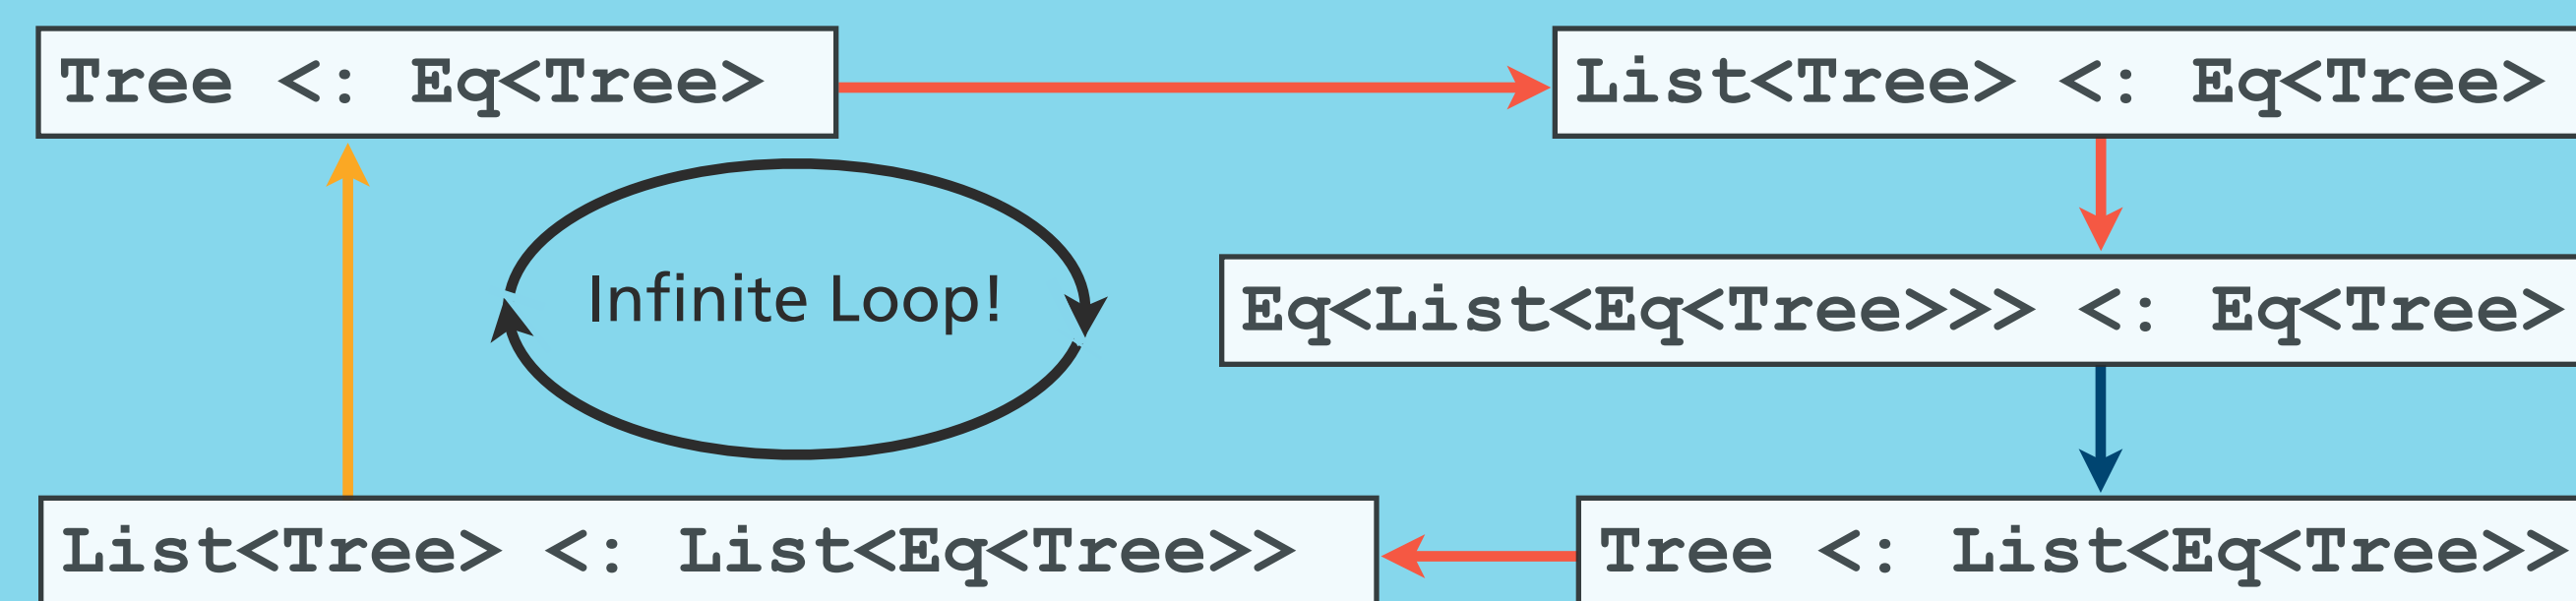 Tree <: Eq<Tree>
List<Tree> <: Eq<Tree>
Infinite Loop!
Eq<List<Eq<Tree>>> <: Eq<Tree>
List<Tree> <: List<Eq<Tree>>
Tree <: List<Eq<Tree>>